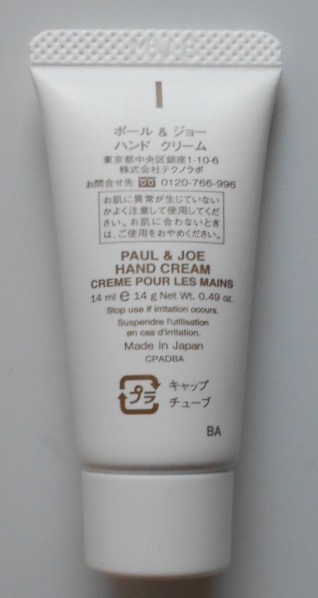 ポール & ジョー
ハンド クリーム
東京都中央区銀座1-10-6
株式会社テクノラボ
お問合せ先 0120-766-996
お肌に異常が生じていない
かよく注意して使用してくだ
さい。お肌に合わないとき
は、ご使用をおやめください。
PAUL & JOE
HAND CREAM
CREME POUR LES MAINS
14 ml ℮ 14 g Net Wt. 0.49 oz.
Stop use if irritation occurs.
Suspendre l'utilisation
en cas d'irritation.
Made in Japan
CPADBA
プラ
キャップ
チューブ
BA